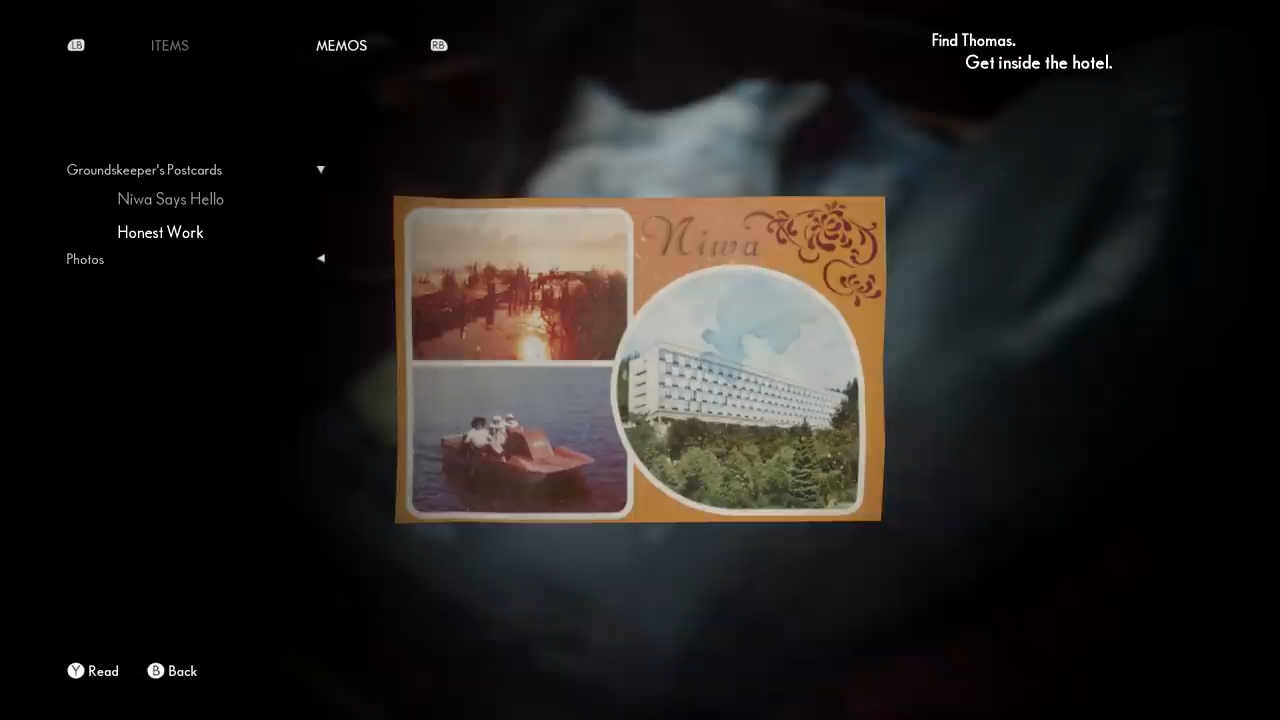 LB ITEMS MEMOS RB
Find Thomas.
Get inside the hotel.
Groundskeeper's Postcards
Niwa Says Hello
Honest Work
Photos
Niwa
Y Read B Back